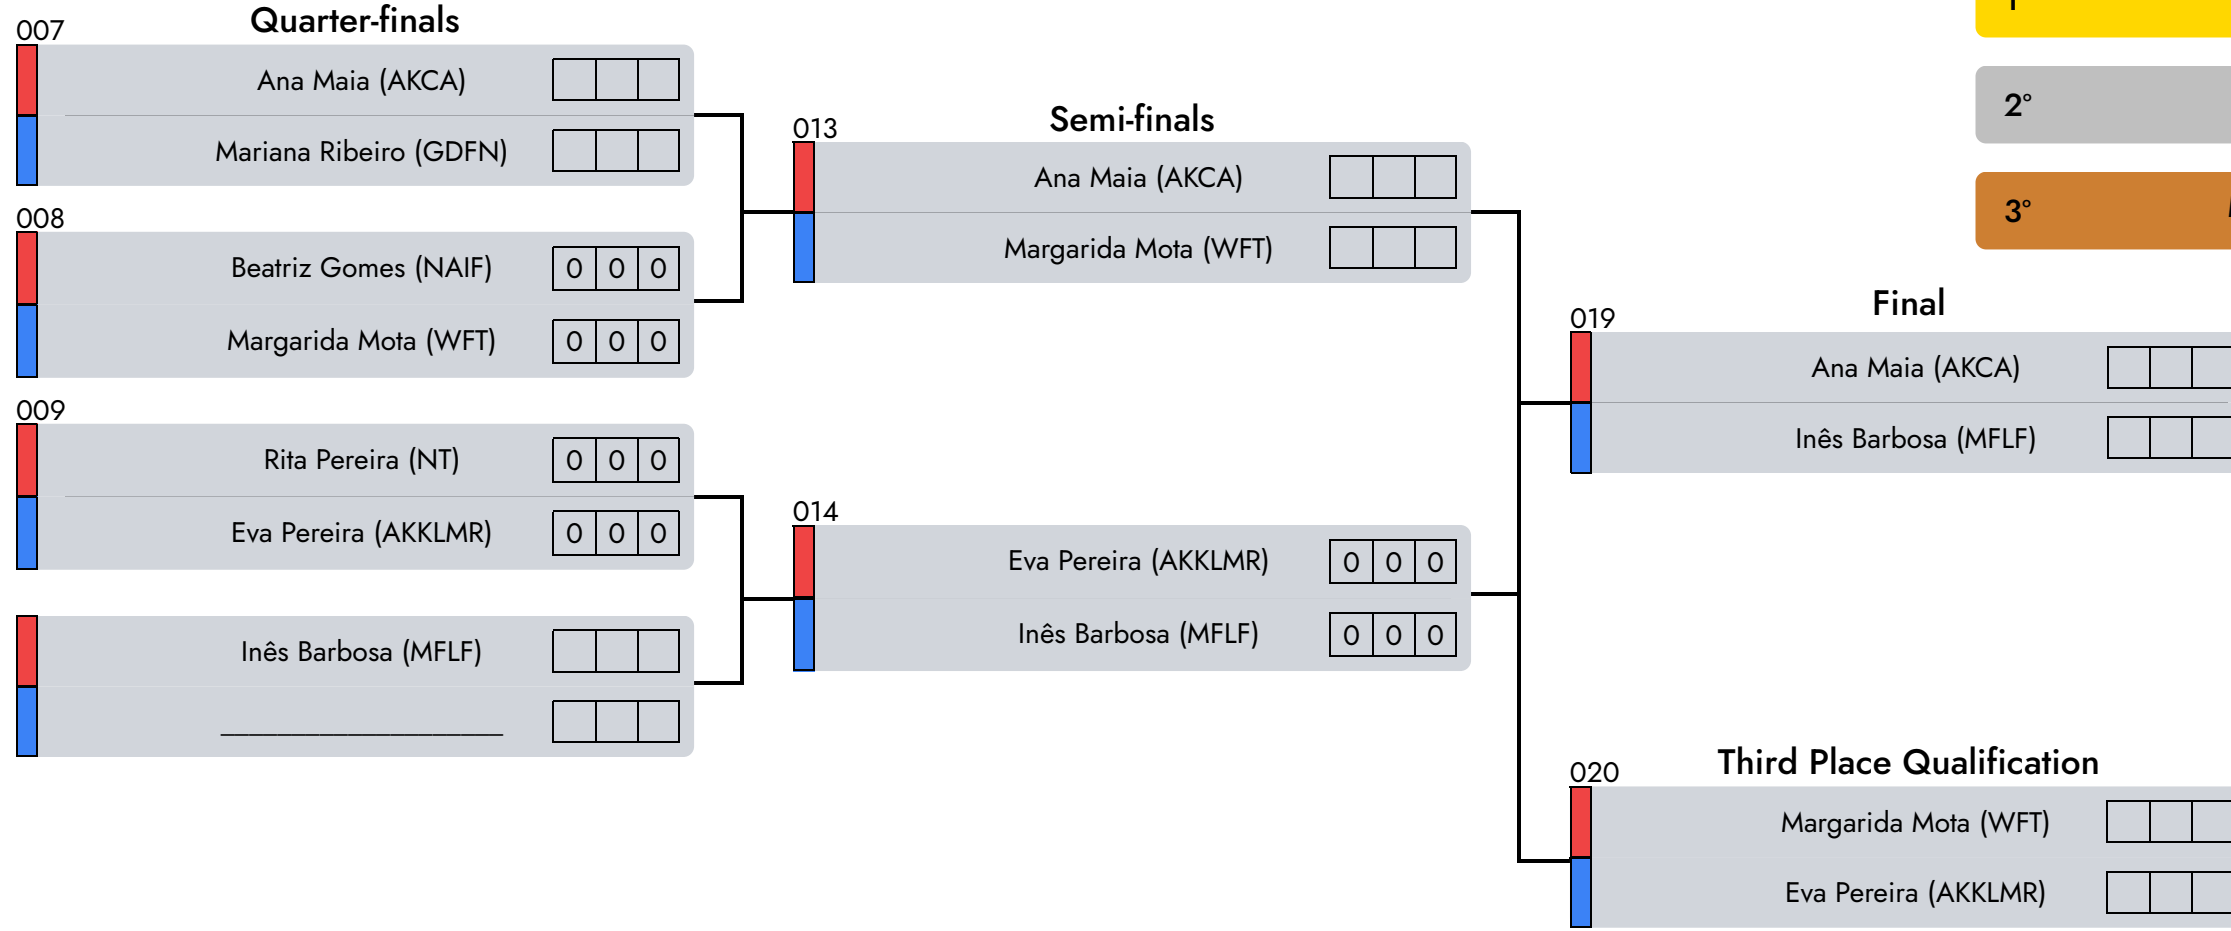 Quarter-finals
007
Ana Maia (AKCA)
Mariana Ribeiro (GDFN)
008
Beatriz Gomes (NAIF) 0 0 0
Margarida Mota (WFT) 0 0 0
009
Rita Pereira (NT) 0 0 0
Eva Pereira (AKKLMR) 0 0 0
Inês Barbosa (MFLF)
Semi-finals
013
Ana Maia (AKCA)
Margarida Mota (WFT)
014
Eva Pereira (AKKLMR) 0 0 0
Inês Barbosa (MFLF) 0 0 0
2°
3°
Final
019
Ana Maia (AKCA)
Inês Barbosa (MFLF)
Third Place Qualification
020
Margarida Mota (WFT)
Eva Pereira (AKKLMR)